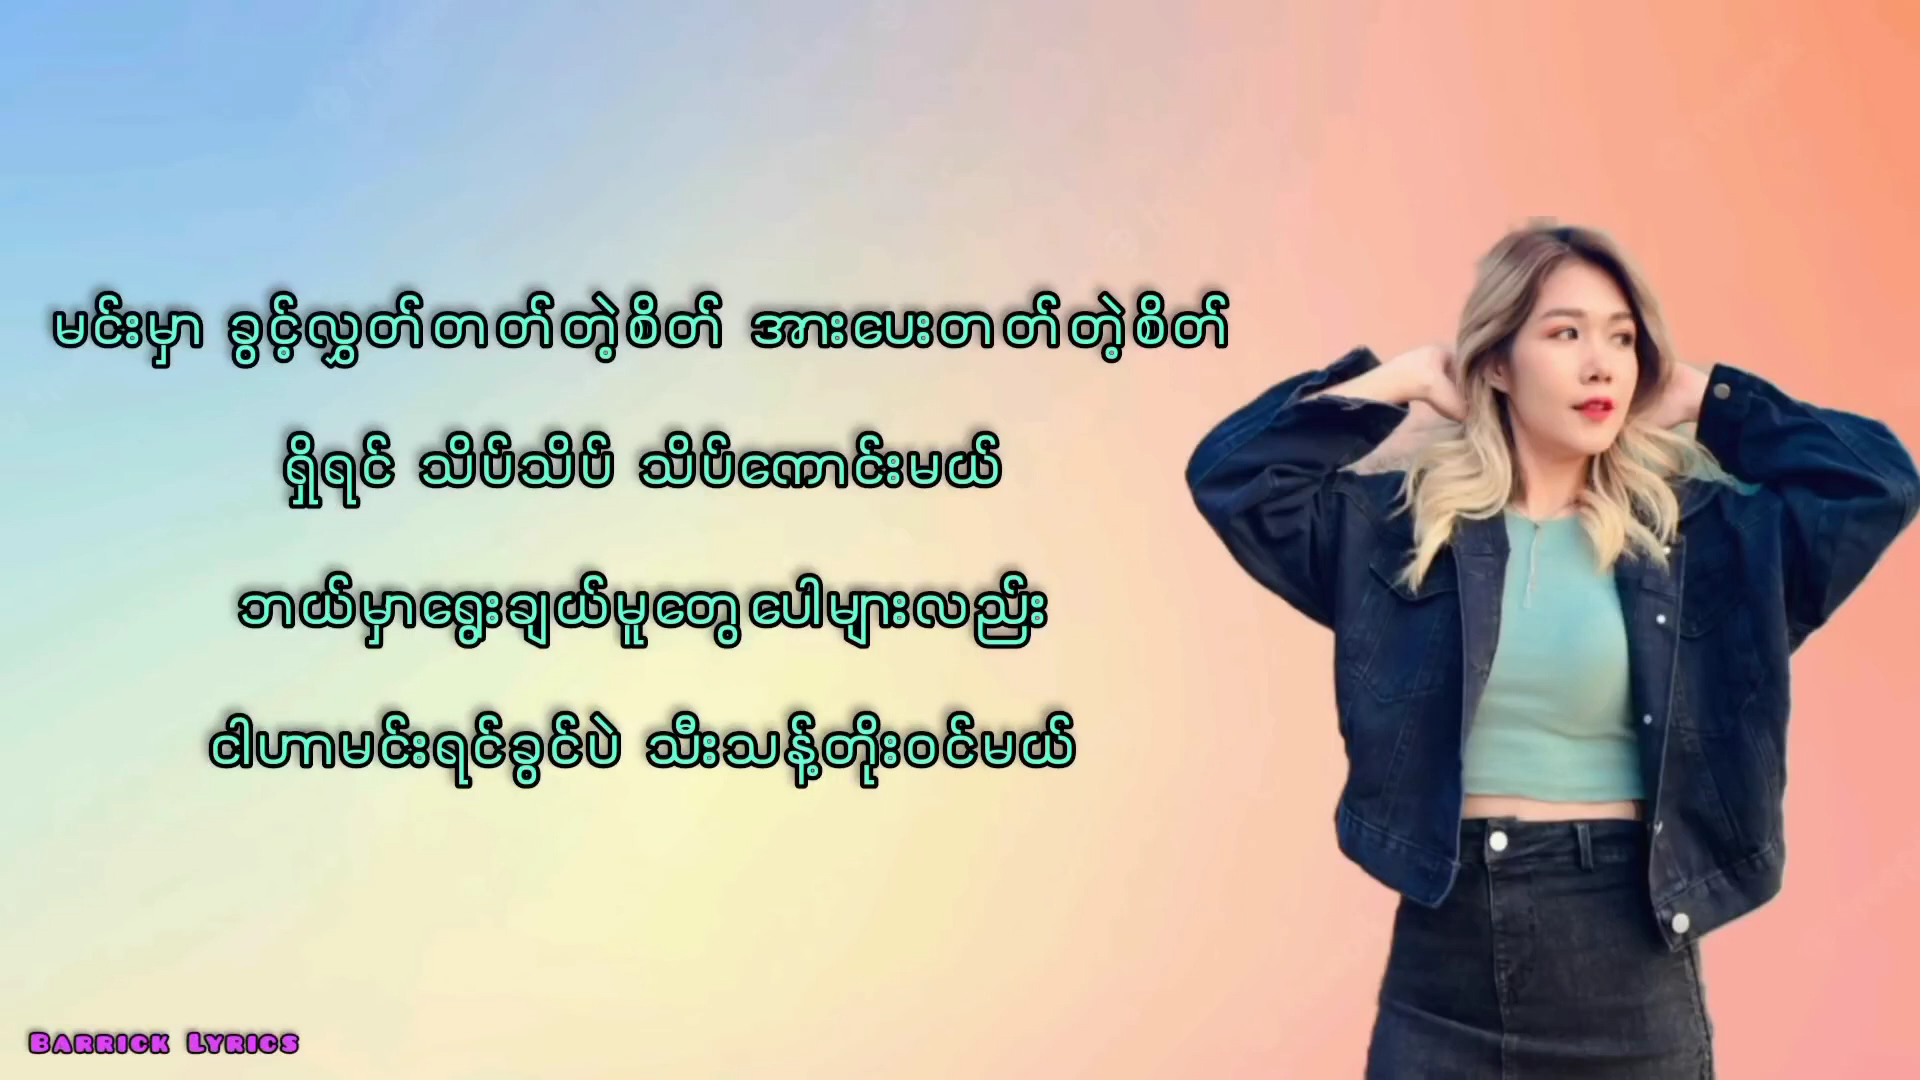 မင်းမှာ ခွင့်လွှတ်တတ်တဲ့စိတ် အားပေးတတ်တဲ့စိတ်
ရှိရင် သိပ်သိပ် သိပ်ကောင်းမယ်
ဘယ်မှာရွေးချယ်မှုတွေပေါများလည်း
ငါဟာမင်းရင်ခွင်ပဲ သီးသန့်တိုးဝင်မယ်
Barrick Lyrics